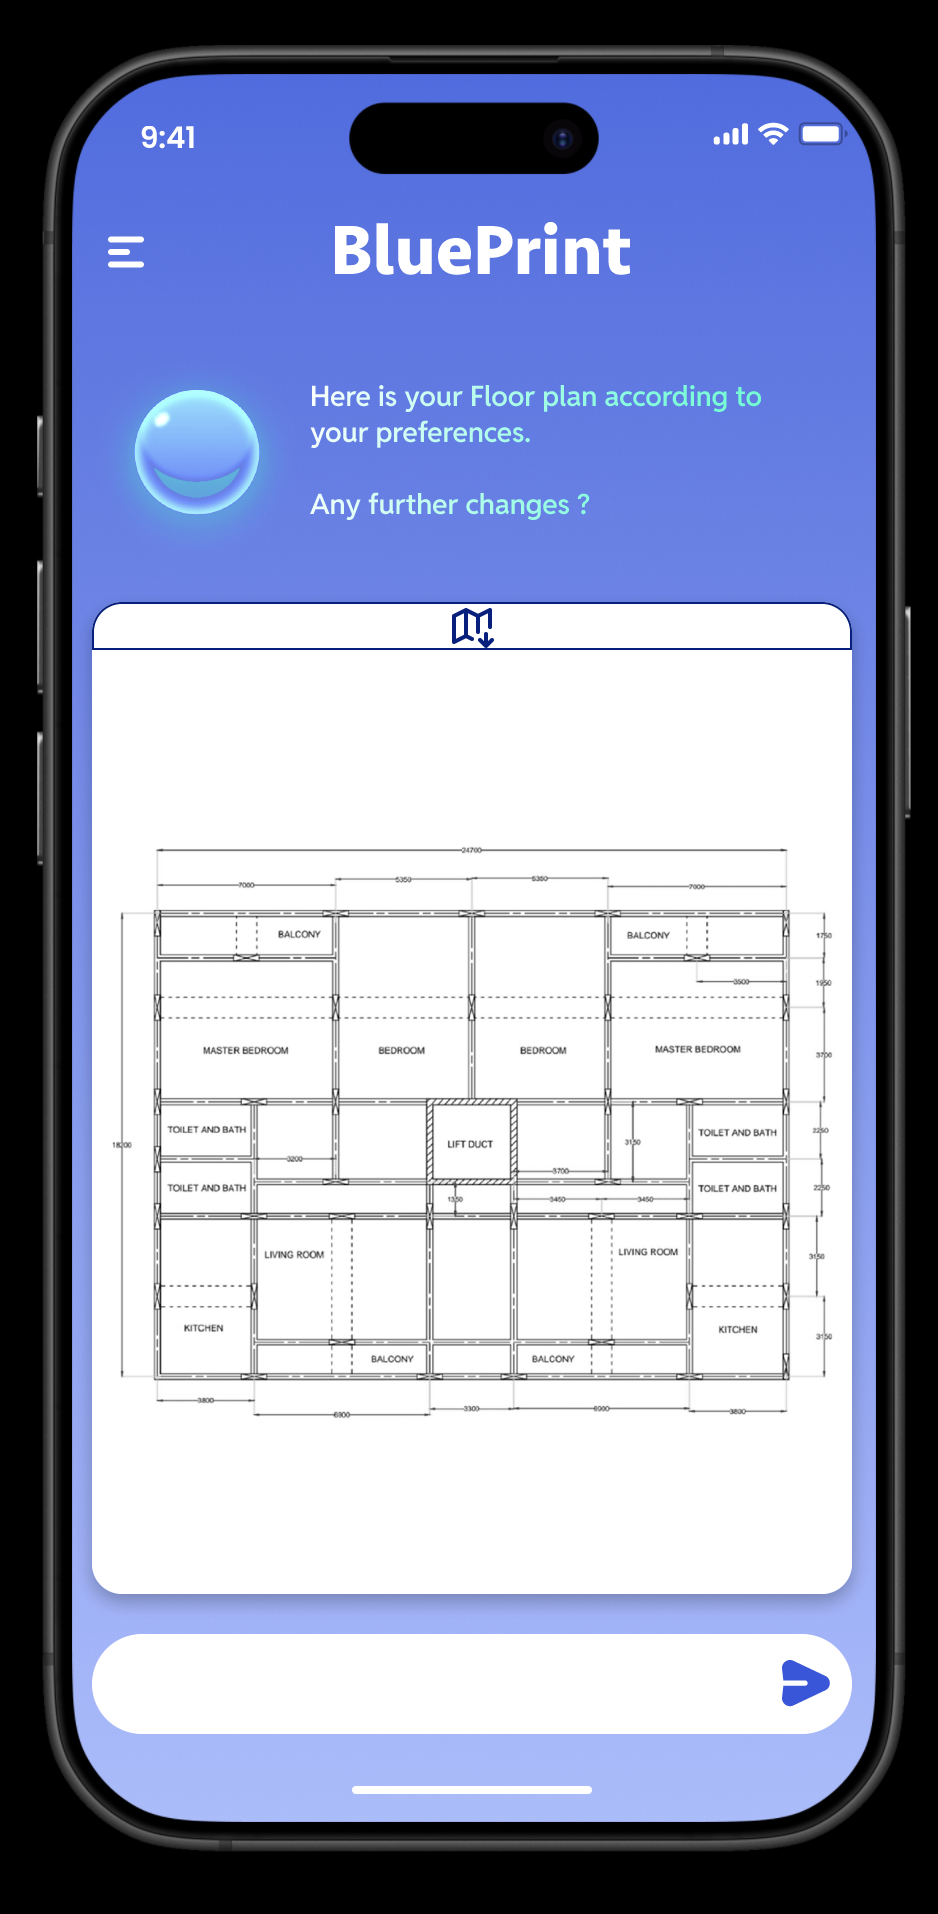 9:41
BluePrint
Here is your Floor plan according to
your preferences.
Any further changes ?
24700
7000
5350
5350
7000
BALCONY
BALCONY
1750
3500
1950
MASTER BEDROOM
BEDROOM
BEDROOM
MASTER BEDROOM
3700
TOILET AND BATH
LIFT DUCT
TOILET AND BATH
2250
18200
3200
3700
3150
TOILET AND BATH
1350
3450
3450
TOILET AND BATH
2250
LIVING ROOM
LIVING ROOM
3150
KITCHEN
KITCHEN
3150
BALCONY
BALCONY
3800
6900
3300
6900
3800